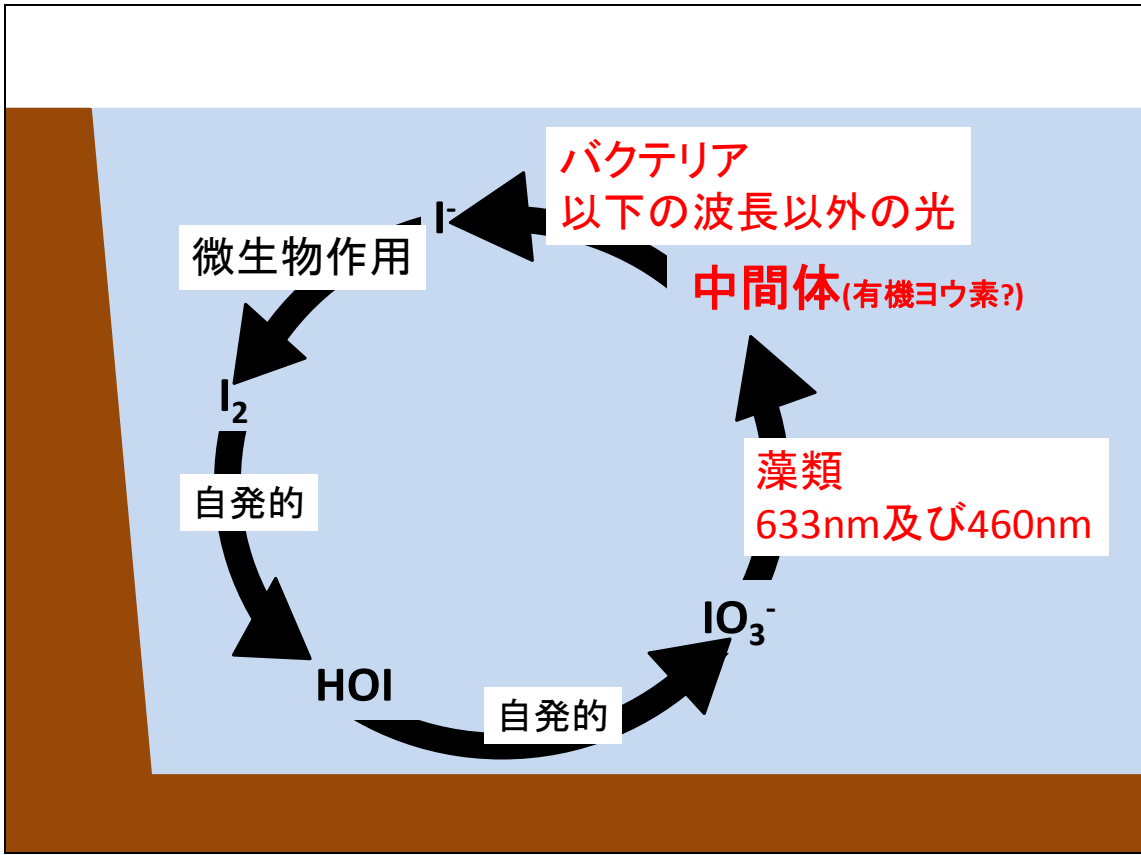 バクテリア
以下の波長以外の光
I⁻
微生物作用
中間体(有機ヨウ素?)
I₂
藻類
633nm及び460nm
自発的
IO₃⁻
HOI
自発的